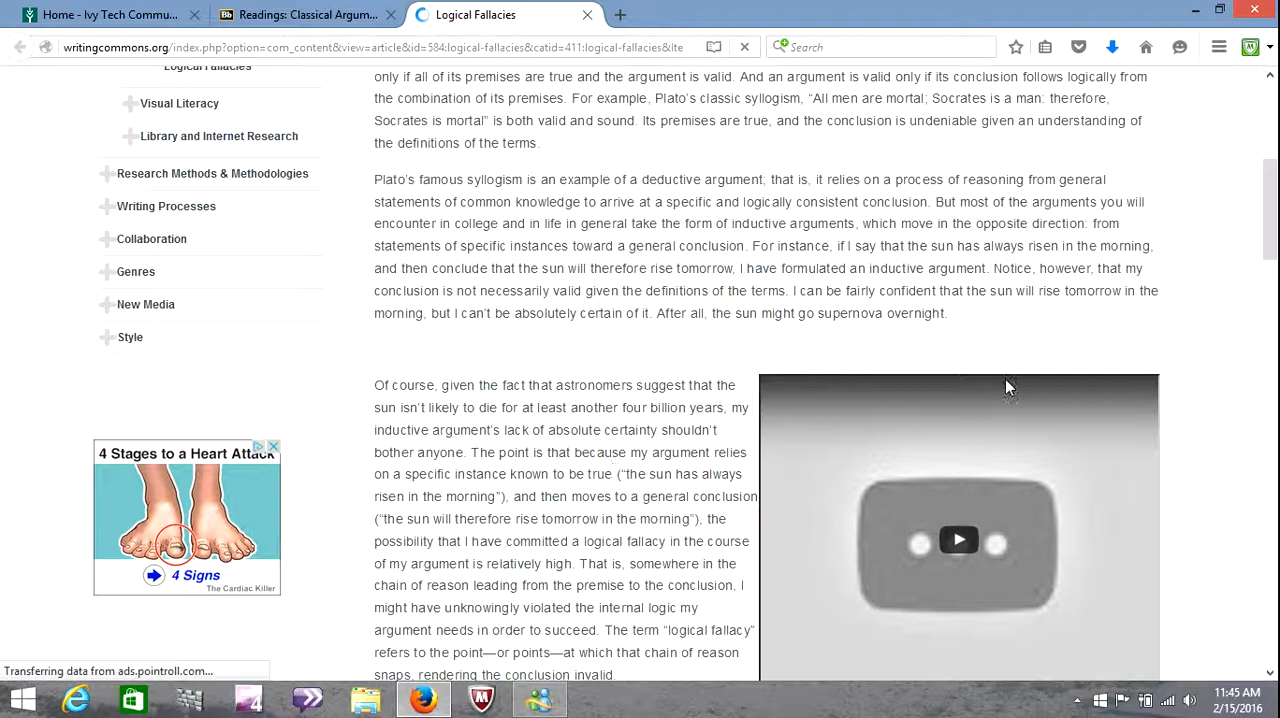 Home - Ivy Tech Commu...
Bb Readings: Classical Argum...
Logical Fallacies
writingcommons.org/index.php?option=com_content&view=article&id=584:logical-fallacies&catid=411:logical-fallacies&Ite
Search
Logical Fallacies
Visual Literacy
Library and Internet Research
Research Methods & Methodologies
Writing Processes
Collaboration
Genres
New Media
Style
only if all of its premises are true and the argument is valid. And an argument is valid only if its conclusion follows logically from
the combination of its premises. For example, Plato's classic syllogism, “All men are mortal; Socrates is a man: therefore,
Socrates is mortal” is both valid and sound. Its premises are true, and the conclusion is undeniable given an understanding of
the definitions of the terms.
Plato's famous syllogism is an example of a deductive argument; that is, it relies on a process of reasoning from general
statements of common knowledge to arrive at a specific and logically consistent conclusion. But most of the arguments you will
encounter in college and in life in general take the form of inductive arguments, which move in the opposite direction: from
statements of specific instances toward a general conclusion. For instance, if I say that the sun has always risen in the morning,
and then conclude that the sun will therefore rise tomorrow, I have formulated an inductive argument. Notice, however, that my
conclusion is not necessarily valid given the definitions of the terms. I can be fairly confident that the sun will rise tomorrow in the
morning, but I can't be absolutely certain of it. After all, the sun might go supernova overnight.
Of course, given the fact that astronomers suggest that the
sun isn't likely to die for at least another four billion years, my
inductive argument's lack of absolute certainty shouldn't
bother anyone. The point is that because my argument relies
on a specific instance known to be true (“the sun has always
risen in the morning”), and then moves to a general conclusion
(“the sun will therefore rise tomorrow in the morning”), the
possibility that I have committed a logical fallacy in the course
of my argument is relatively high. That is, somewhere in the
chain of reason leading from the premise to the conclusion, I
might have unknowingly violated the internal logic my
argument needs in order to succeed. The term “logical fallacy”
refers to the point—or points—at which that chain of reason
snaps, rendering the conclusion invalid.
4 Stages to a Heart Attack
4 Signs
The Cardiac Killer
Transferring data from ads.pointroll.com...
11:45 AM
2/15/2016